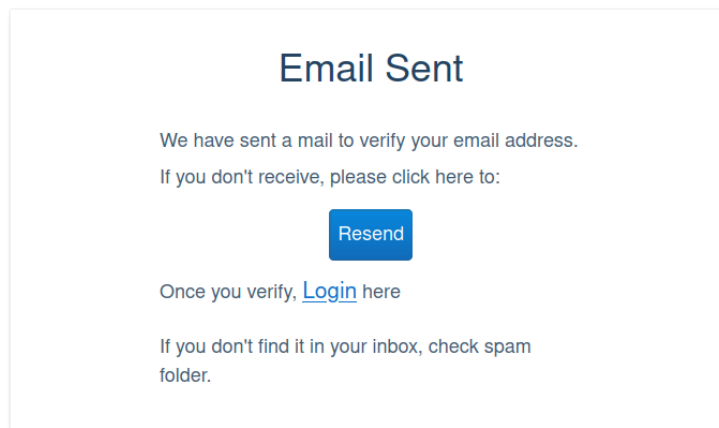 Email Sent
We have sent a mail to verify your email address.
If you don't receive, please click here to:
Resend
Once you verify, Login here
If you don't find it in your inbox, check spam
folder.